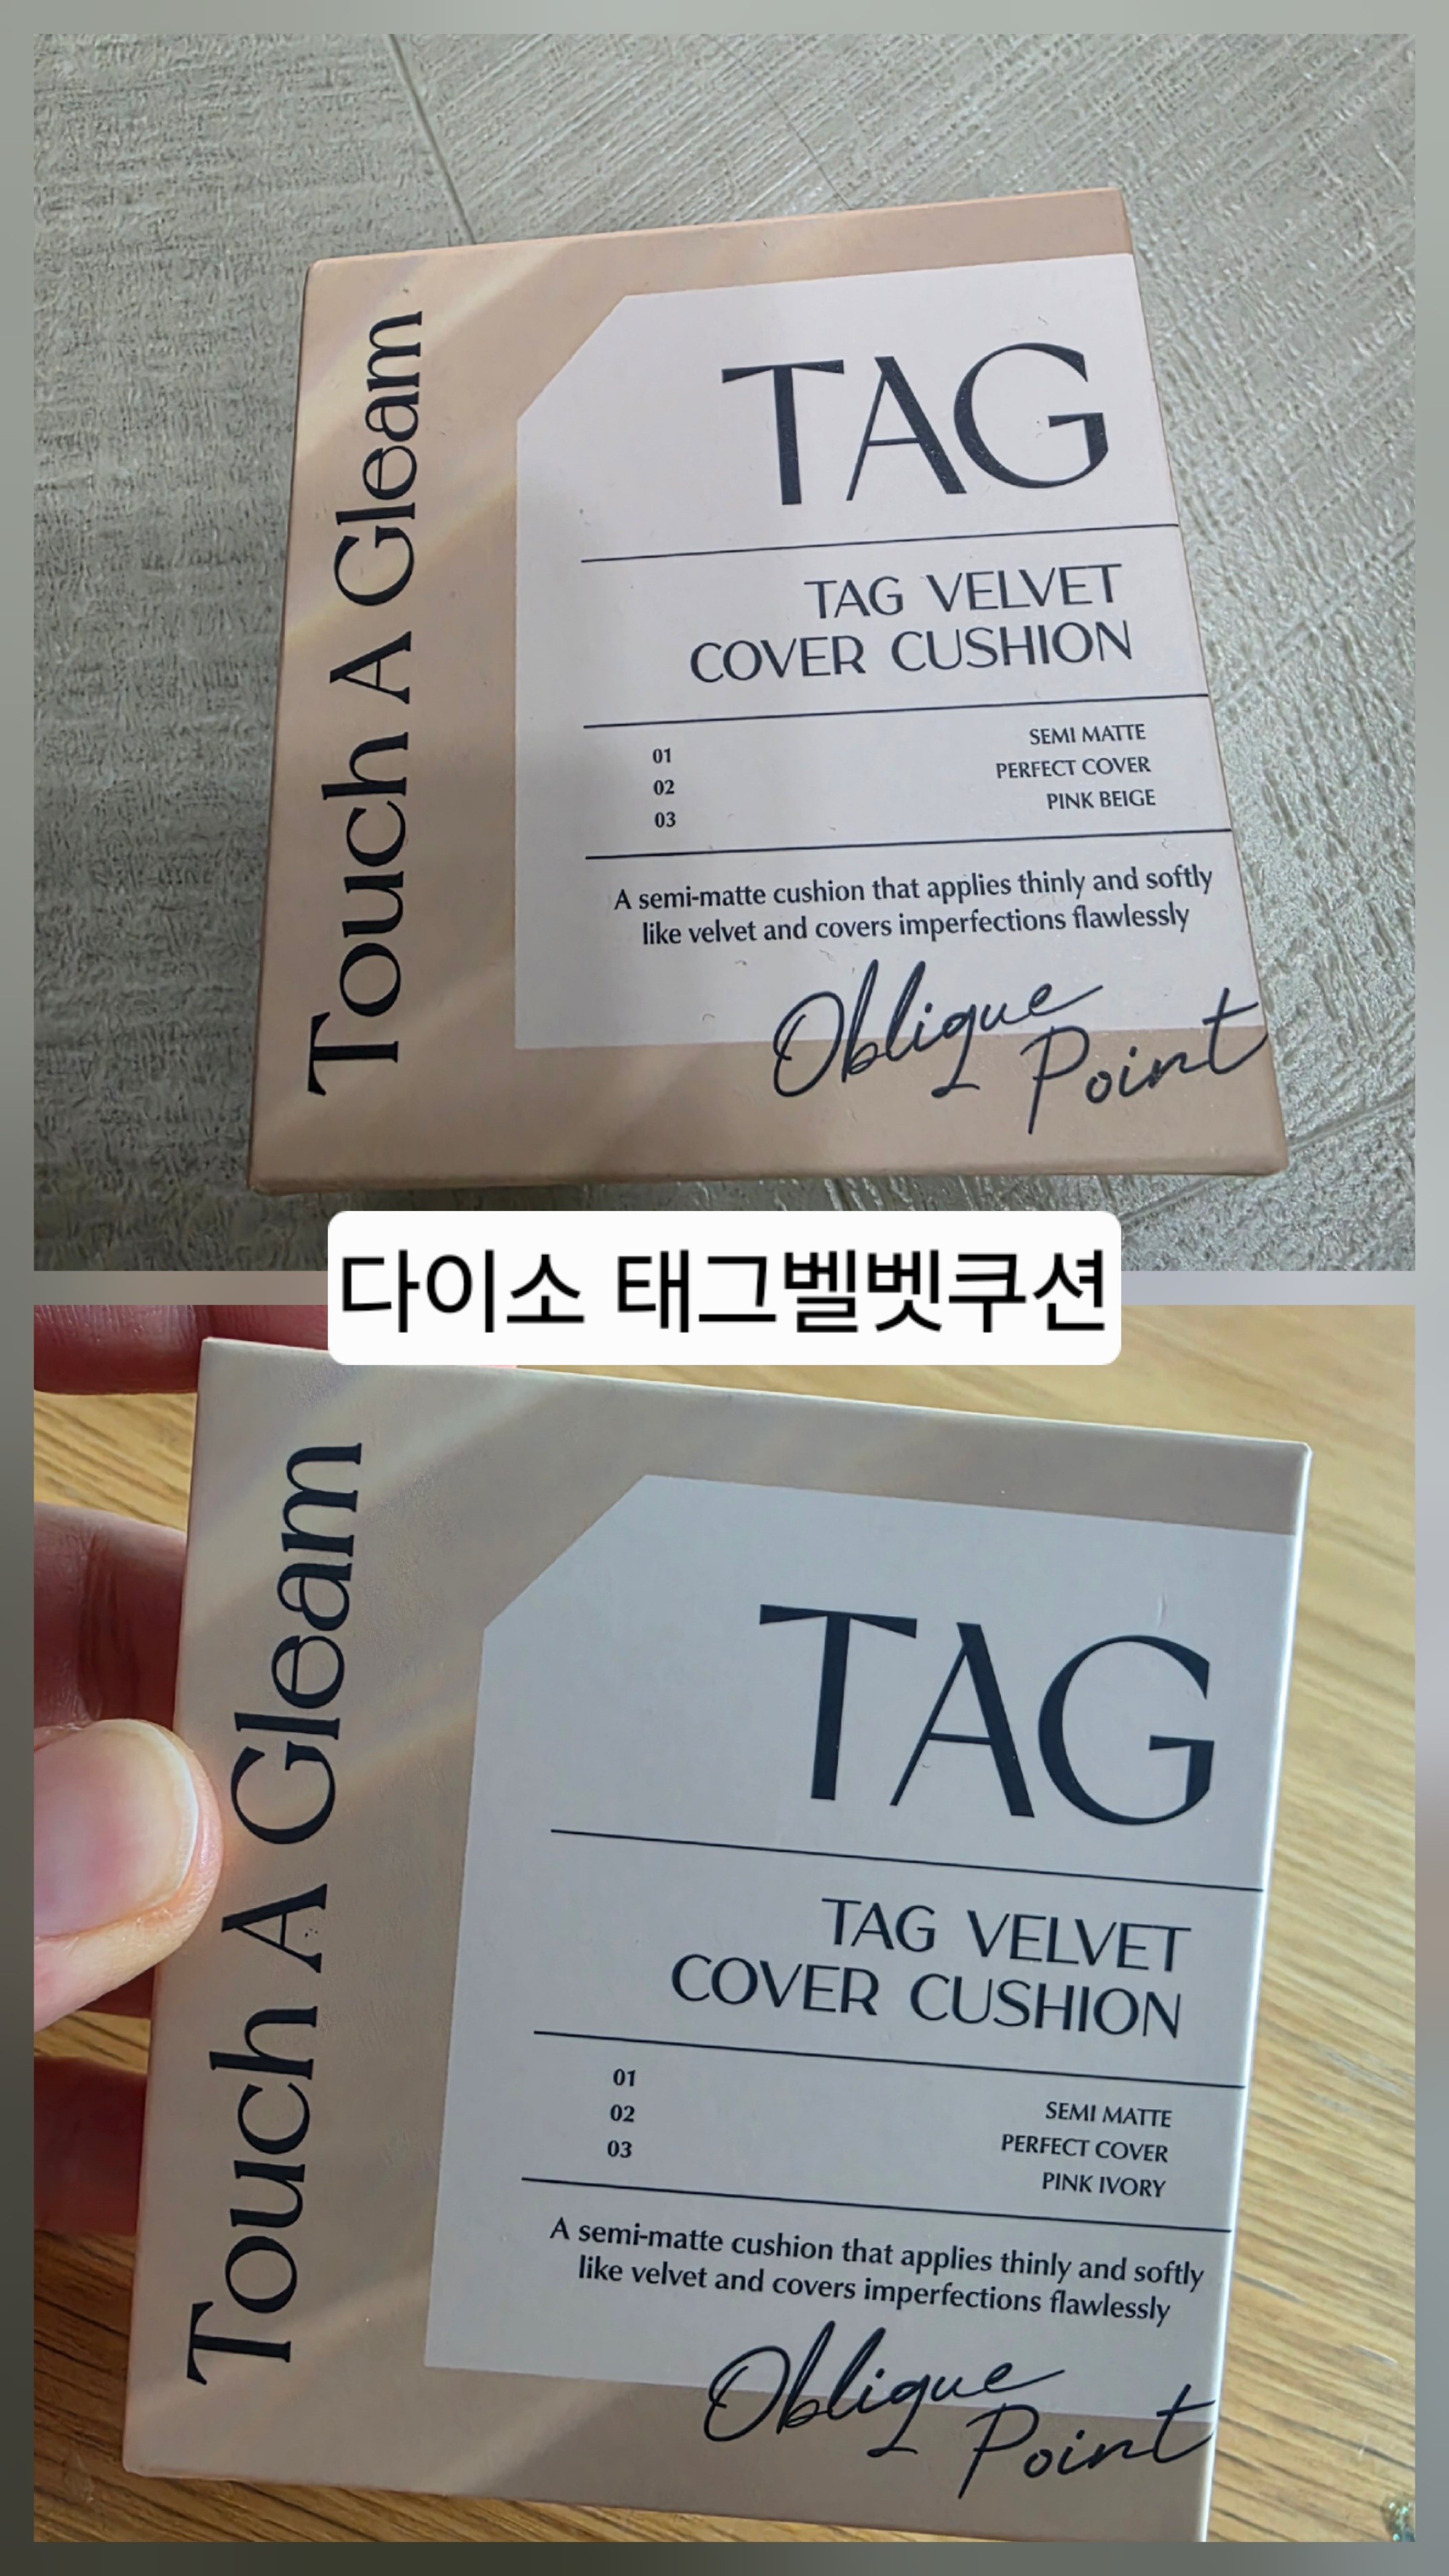 Touch A Gleam
TAG
TAG VELVET
COVER CUSHION
01 SEMI MATTE
02 PERFECT COVER
03 PINK BEIGE
A semi-matte cushion that applies thinly and softly
like velvet and covers imperfections flawlessly
Oblique
Point
다이소 태그벨벳쿠션
Touch A Gleam
TAG
TAG VELVET
COVER CUSHION
01 SEMI MATTE
02 PERFECT COVER
03 PINK IVORY
A semi-matte cushion that applies thinly and softly
like velvet and covers imperfections flawlessly
Oblique
Point